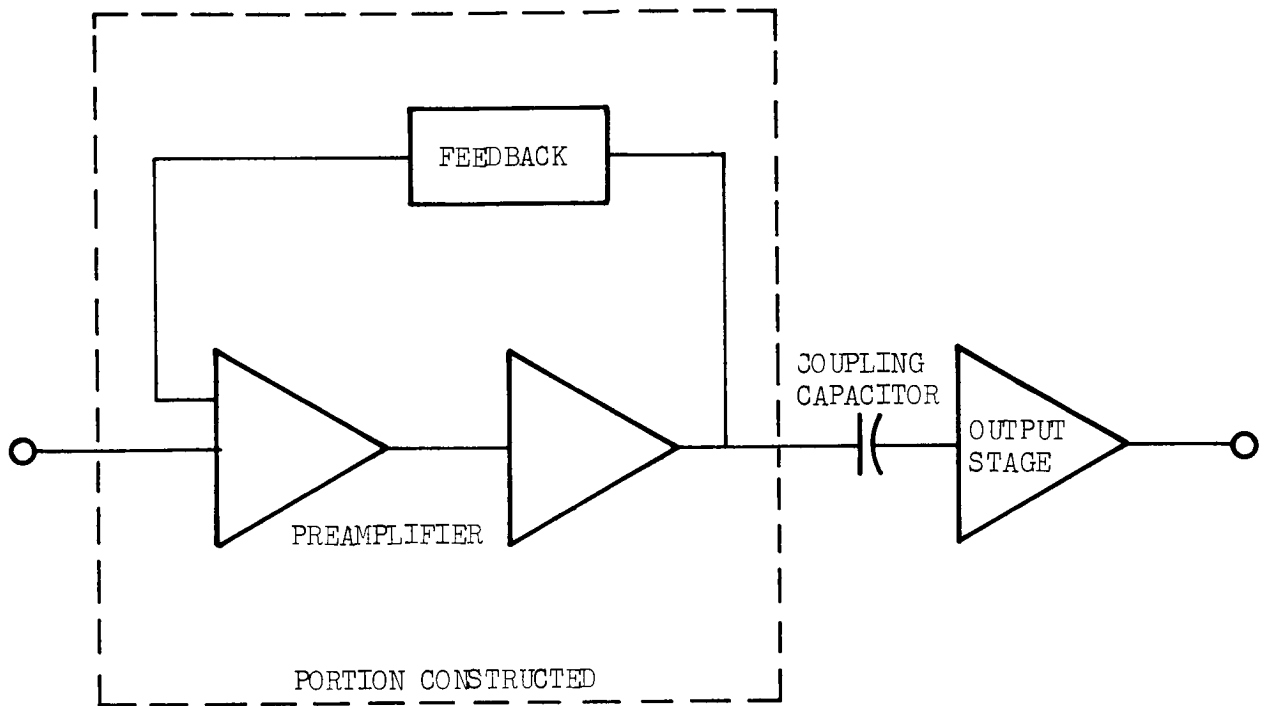 FEEDBACK
COUPLING
CAPACITOR
OUTPUT
STAGE
PREAMPLIFIER
PORTION CONSTRUCTED